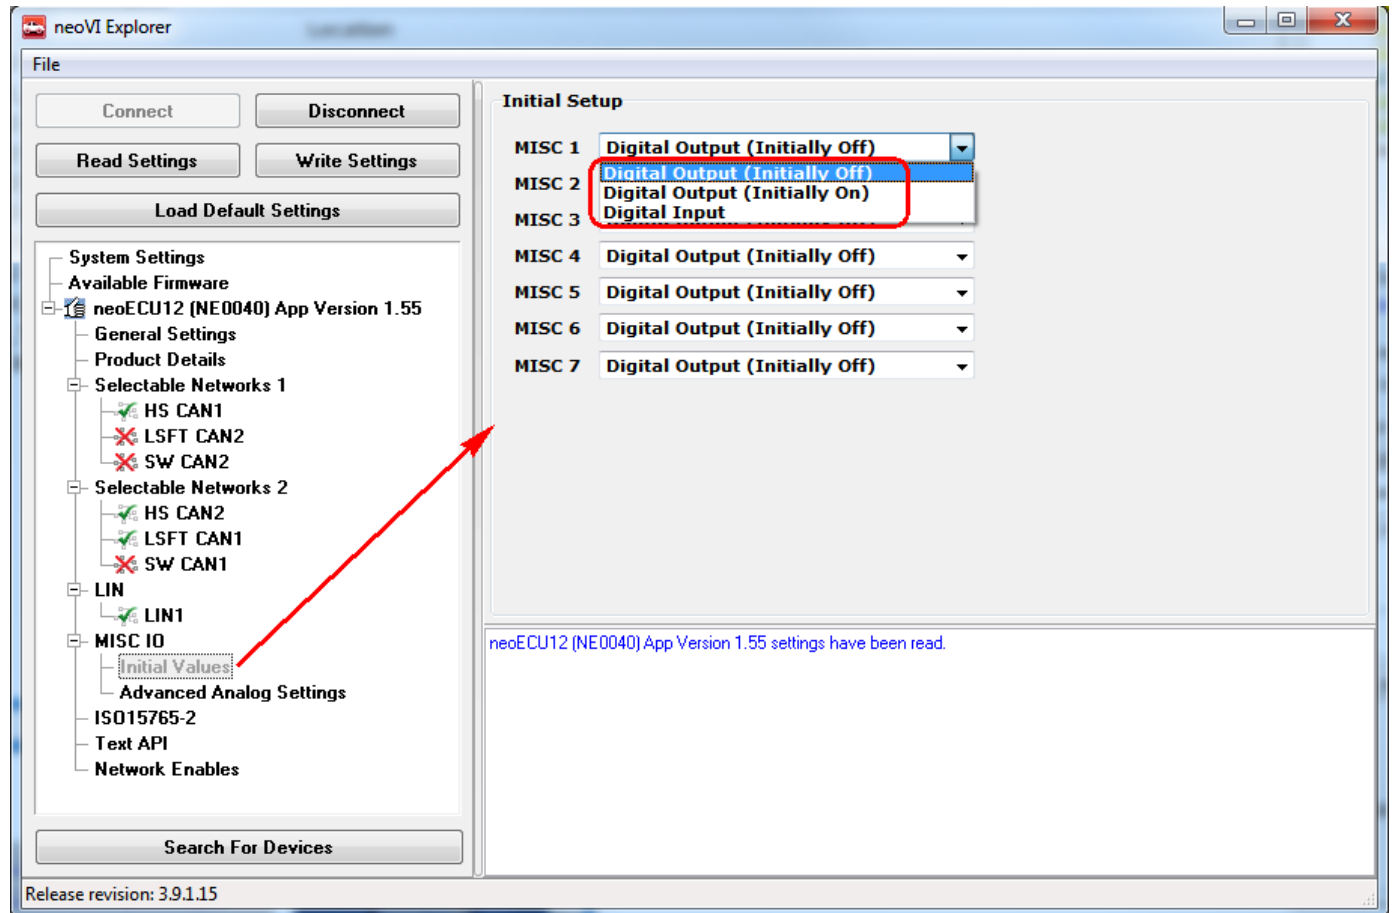 neoVI Explorer
File
Connect
Disconnect
Read Settings
Write Settings
Load Default Settings
System Settings
Available Firmware
neoECU12 (NE0040) App Version 1.55
General Settings
Product Details
Selectable Networks 1
HS CAN1
LSFT CAN2
SW CAN2
Selectable Networks 2
HS CAN2
LSFT CAN1
SW CAN1
LIN
LIN1
MISC IO
Initial Values
Advanced Analog Settings
ISO15765-2
Text API
Network Enables
Search For Devices
Initial Setup
MISC 1 Digital Output (Initially Off)
Digital Output (Initially Off)
MISC 2
Digital Output (Initially On)
Digital Input
MISC 3
MISC 4 Digital Output (Initially Off)
MISC 5 Digital Output (Initially Off)
MISC 6 Digital Output (Initially Off)
MISC 7 Digital Output (Initially Off)
neoECU12 (NE0040) App Version 1.55 settings have been read.
Release revision: 3.9.1.15